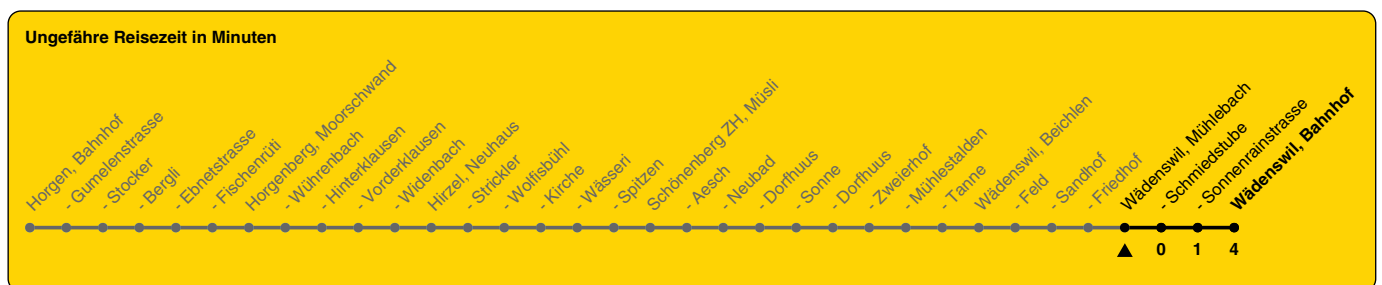 Ungefähre Reisezeit in Minuten
Horgen, Bahnhof
- Gumelenstrasse
- Stocker
- Bergli
- Ebnetstrasse
- Fischenrüti
Horgenberg, Moorschwand
- Wührenbach
- Hinterklausen
- Vorderklausen
- Widenbach
Hirzel, Neuhaus
- Strickler
- Wolfisbühl
- Kirche
- Wässeri
- Spitzen
Schönenberg ZH, Müsli
- Aesch
- Neubad
- Dorfhuus
- Sonne
- Dorfhuus
- Zweierhof
- Mühlestalden
- Tanne
Wädenswil, Beichlen
- Feld
- Sandhof
- Friedhof
Wädenswil, Mühlebach
- Schmiedstube
- Sonnenrainstrasse
Wädenswil, Bahnhof
0 1 4